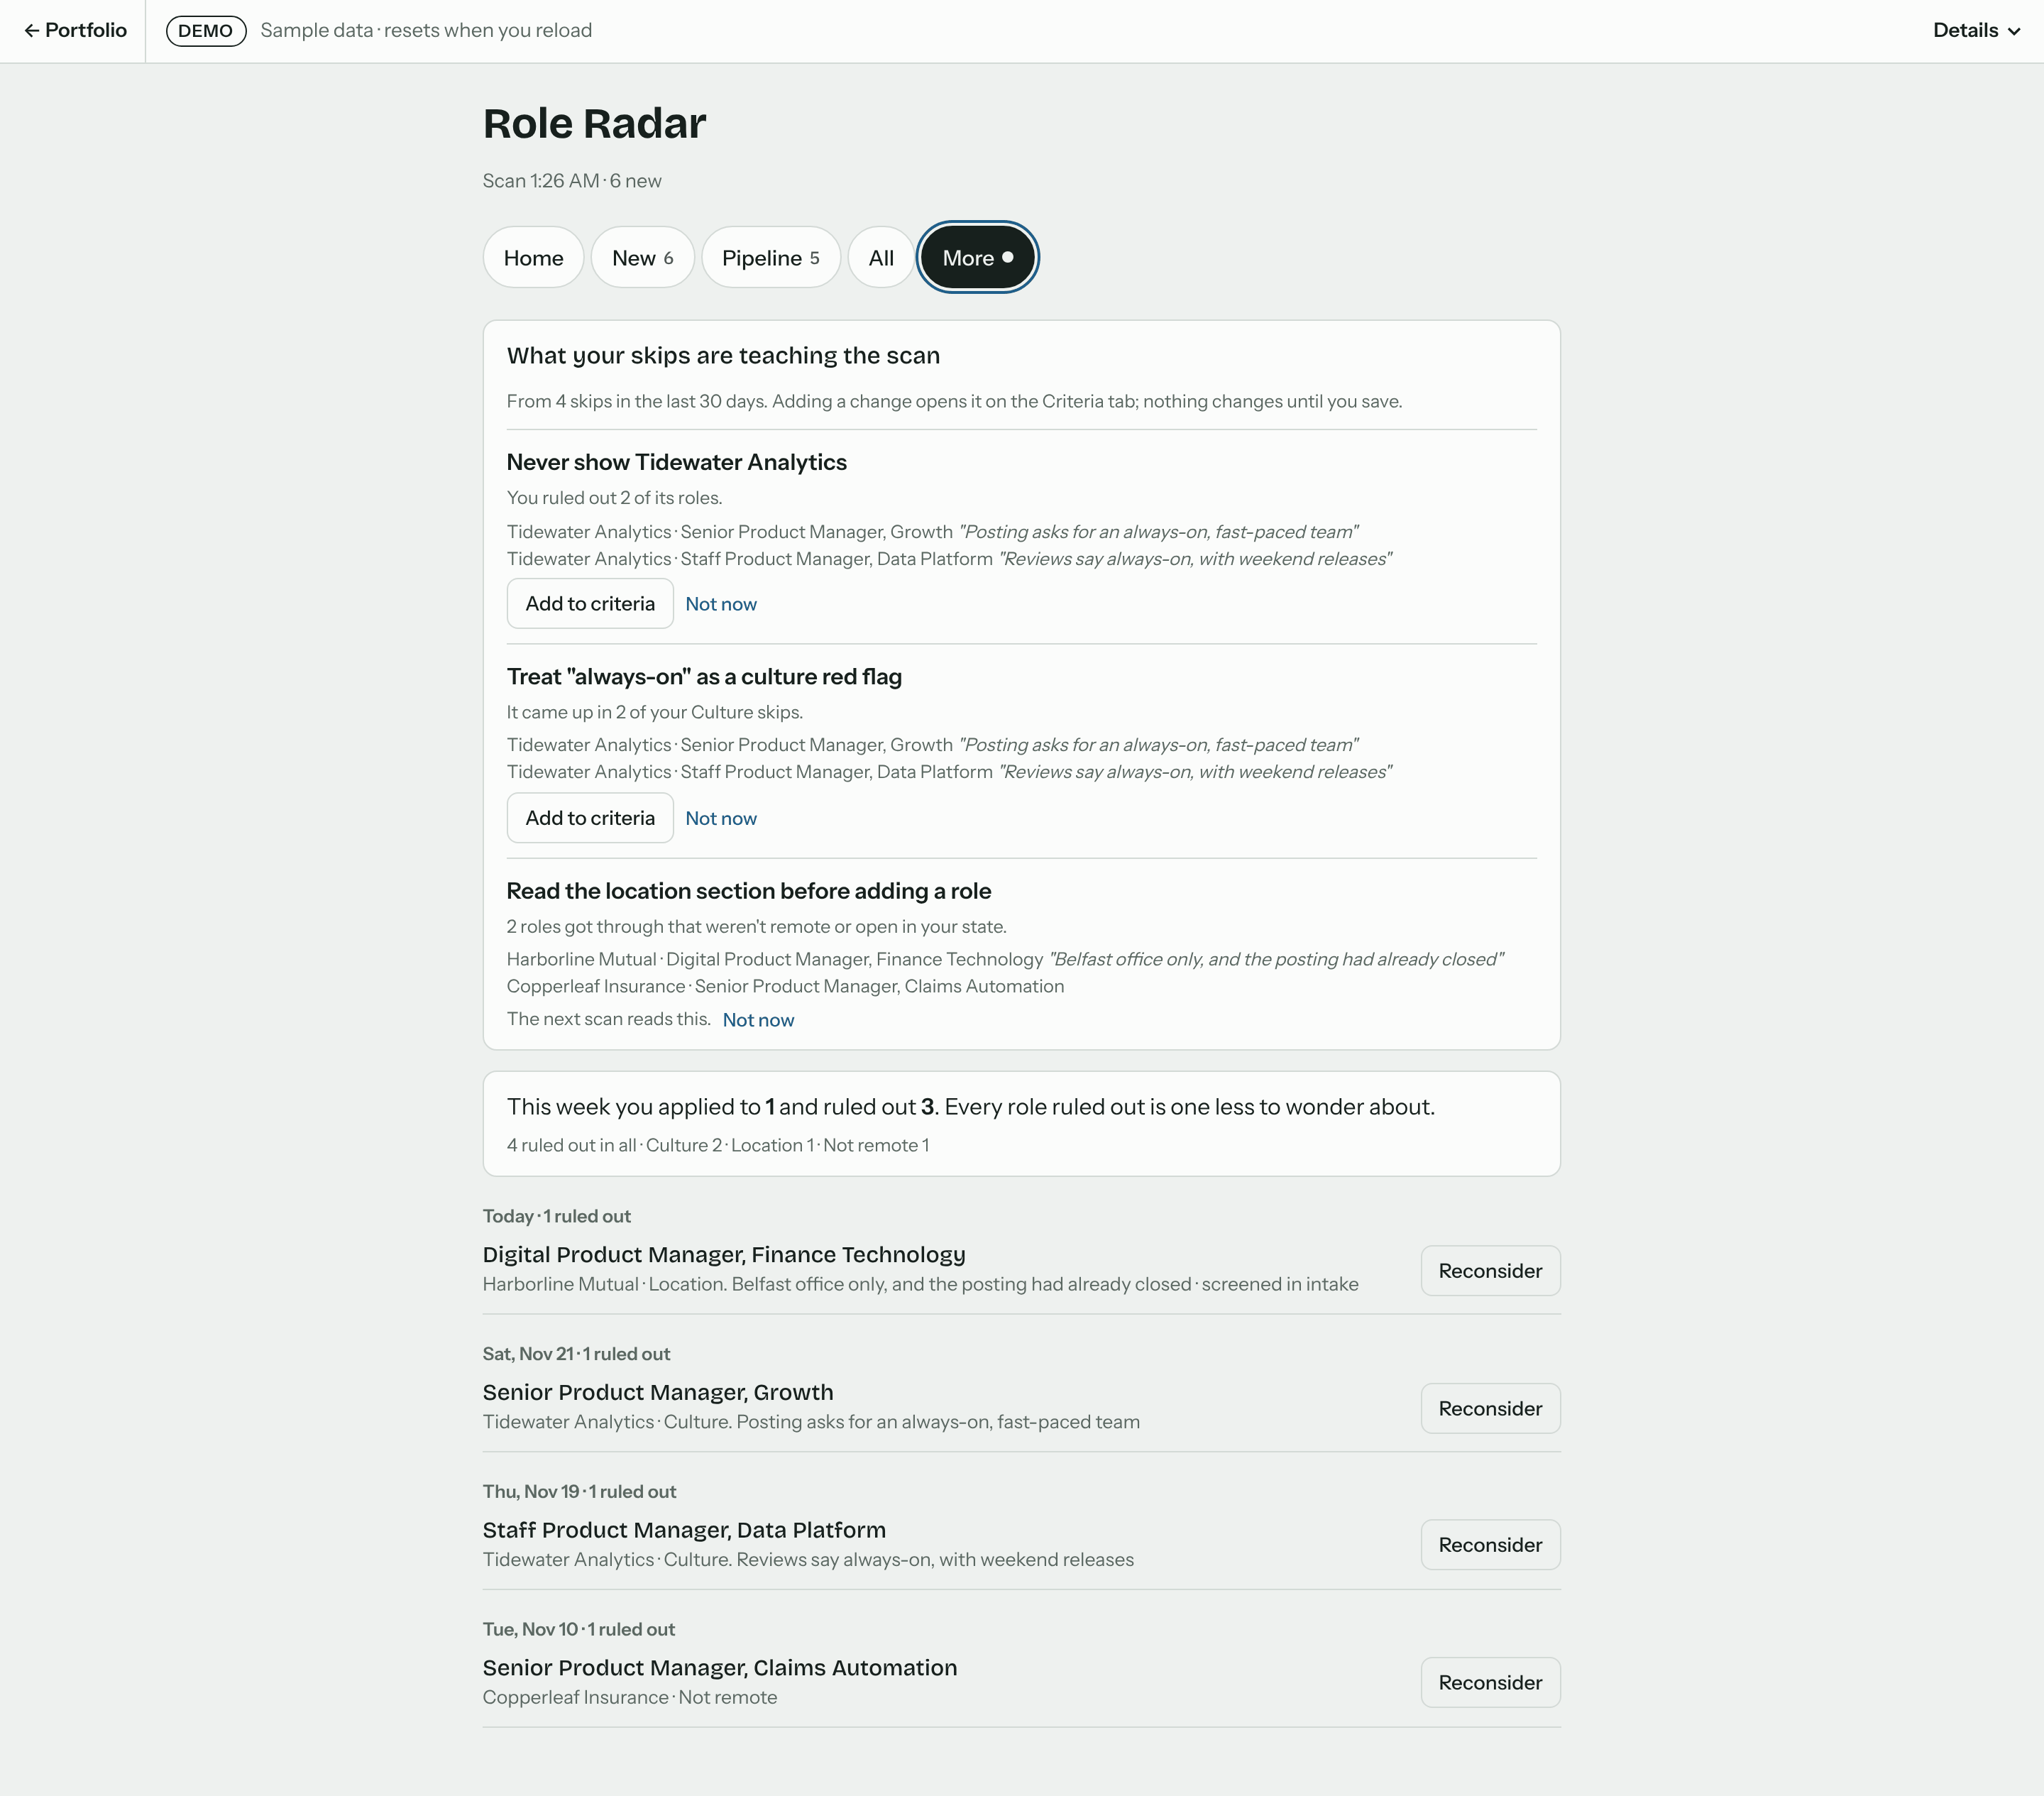 ← Portfolio
DEMO
Sample data · resets when you reload
Details
Role Radar
Scan 1:26 AM · 6 new
Home
New 6
Pipeline 5
All
More
What your skips are teaching the scan
From 4 skips in the last 30 days. Adding a change opens it on the Criteria tab; nothing changes until you save.
Never show Tidewater Analytics
You ruled out 2 of its roles.
Tidewater Analytics · Senior Product Manager, Growth "Posting asks for an always-on, fast-paced team"
Tidewater Analytics · Staff Product Manager, Data Platform "Reviews say always-on, with weekend releases"
Add to criteria Not now
Treat "always-on" as a culture red flag
It came up in 2 of your Culture skips.
Tidewater Analytics · Senior Product Manager, Growth "Posting asks for an always-on, fast-paced team"
Tidewater Analytics · Staff Product Manager, Data Platform "Reviews say always-on, with weekend releases"
Add to criteria Not now
Read the location section before adding a role
2 roles got through that weren't remote or open in your state.
Harborline Mutual · Digital Product Manager, Finance Technology "Belfast office only, and the posting had already closed"
Copperleaf Insurance · Senior Product Manager, Claims Automation
The next scan reads this. Not now
This week you applied to 1 and ruled out 3. Every role ruled out is one less to wonder about.
4 ruled out in all · Culture 2 · Location 1 · Not remote 1
Today · 1 ruled out
Digital Product Manager, Finance Technology
Harborline Mutual · Location. Belfast office only, and the posting had already closed · screened in intake
Reconsider
Sat, Nov 21 · 1 ruled out
Senior Product Manager, Growth
Tidewater Analytics · Culture. Posting asks for an always-on, fast-paced team
Reconsider
Thu, Nov 19 · 1 ruled out
Staff Product Manager, Data Platform
Tidewater Analytics · Culture. Reviews say always-on, with weekend releases
Reconsider
Tue, Nov 10 · 1 ruled out
Senior Product Manager, Claims Automation
Copperleaf Insurance · Not remote
Reconsider